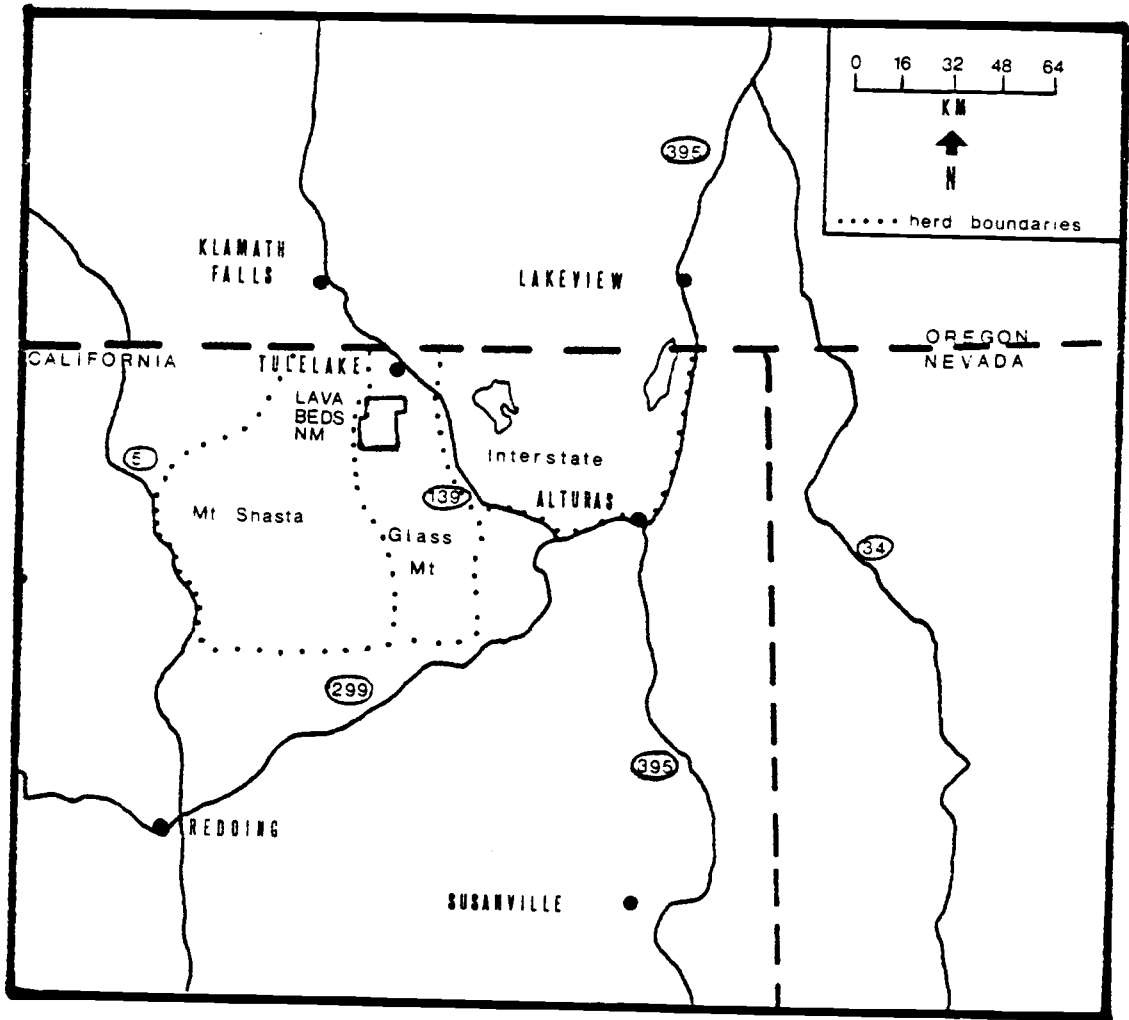 0 16 32 48 64
KM
N
herd boundaries
395
KLAMATH
FALLS
LAKEVIEW
OREGON
CALIFORNIA
NEVADA
TULELAKE
LAVA
BEDS
NM
5
Interstate
139
ALTURAS
Mt Shasta
Glass
Mt
34
299
395
REDDING
SUSANVILLE